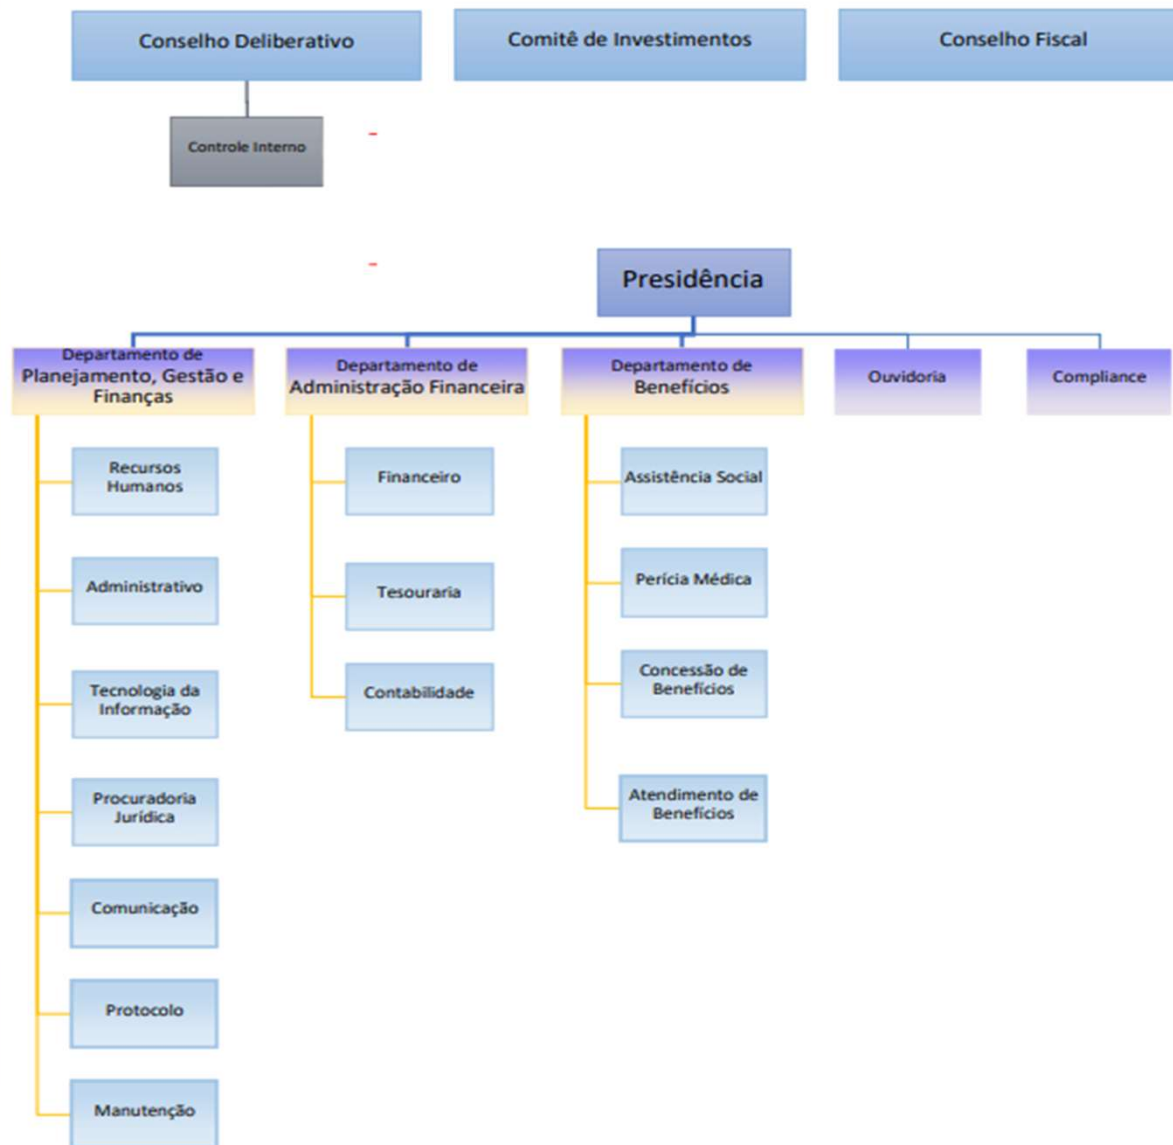 Conselho Deliberativo
Comitê de Investimentos
Conselho Fiscal
Controle Interno
Presidência
Departamento de
Planejamento, Gestão e
Finanças
Departamento de
Administração Financeira
Departamento de
Benefícios
Ouvidoria
Compliance
Recursos
Humanos
Administrativo
Tecnologia da
Informação
Procuradoria
Jurídica
Comunicação
Protocolo
Manutenção
Financeiro
Tesouraria
Contabilidade
Assistência Social
Perícia Médica
Concessão de
Benefícios
Atendimento de
Benefícios